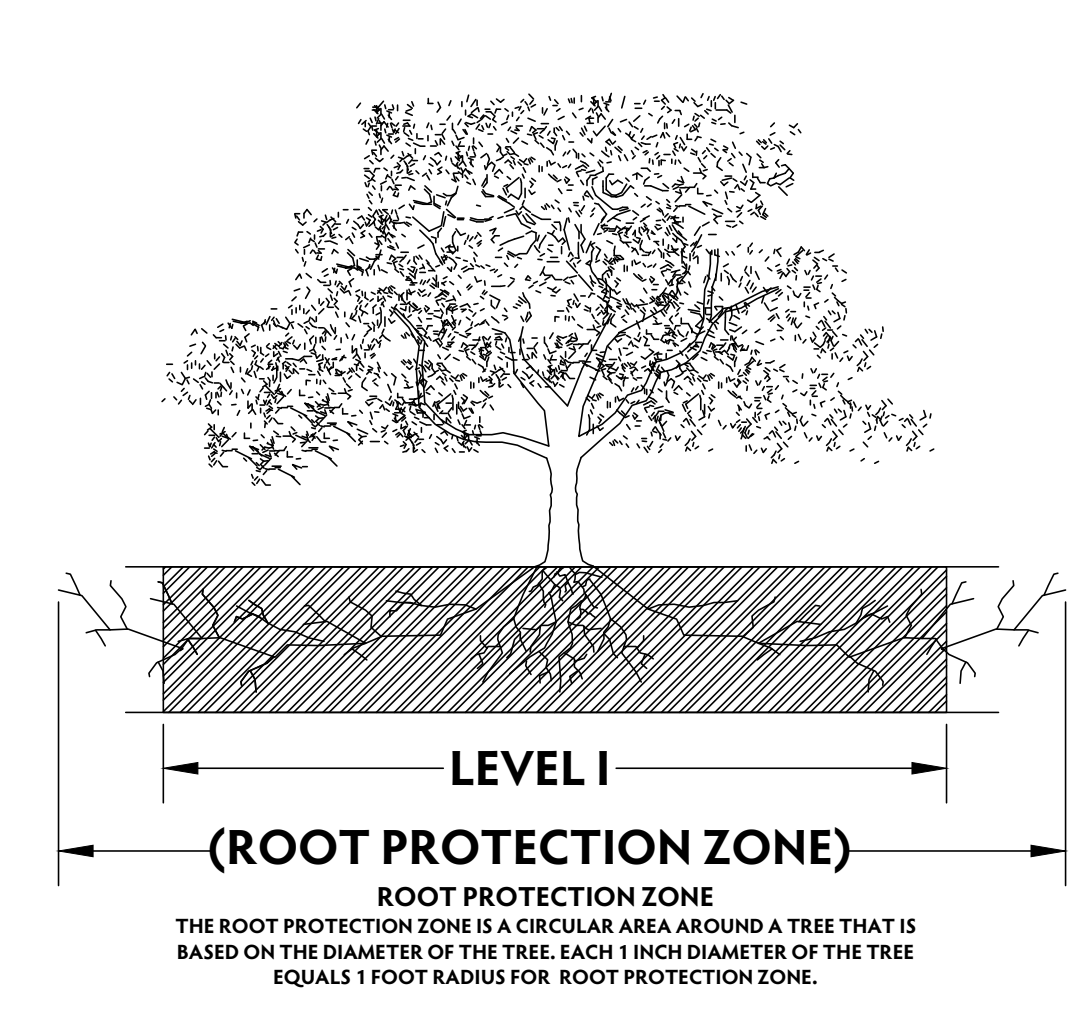 LEVEL I
(ROOT PROTECTION ZONE)
ROOT PROTECTION ZONE
THE ROOT PROTECTION ZONE IS A CIRCULAR AREA AROUND A TREE THAT IS
BASED ON THE DIAMETER OF THE TREE. EACH 1 INCH DIAMETER OF THE TREE
EQUALS 1 FOOT RADIUS FOR ROOT PROTECTION ZONE.